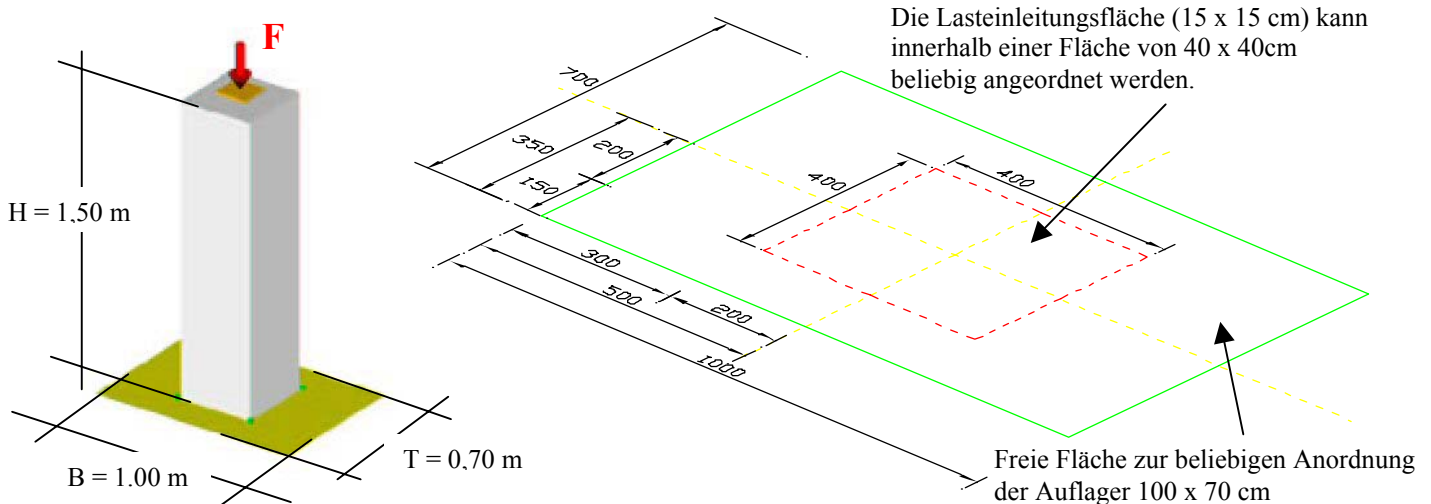 F
H = 1,50 m
B = 1.00 m
T = 0,70 m
Die Lasteinleitungsfläche (15 x 15 cm) kann
innerhalb einer Fläche von 40 x 40cm
beliebig angeordnet werden.
700
350
200
150
400
400
300
500
200
1000
Freie Fläche zur beliebigen Anordnung
der Auflager 100 x 70 cm